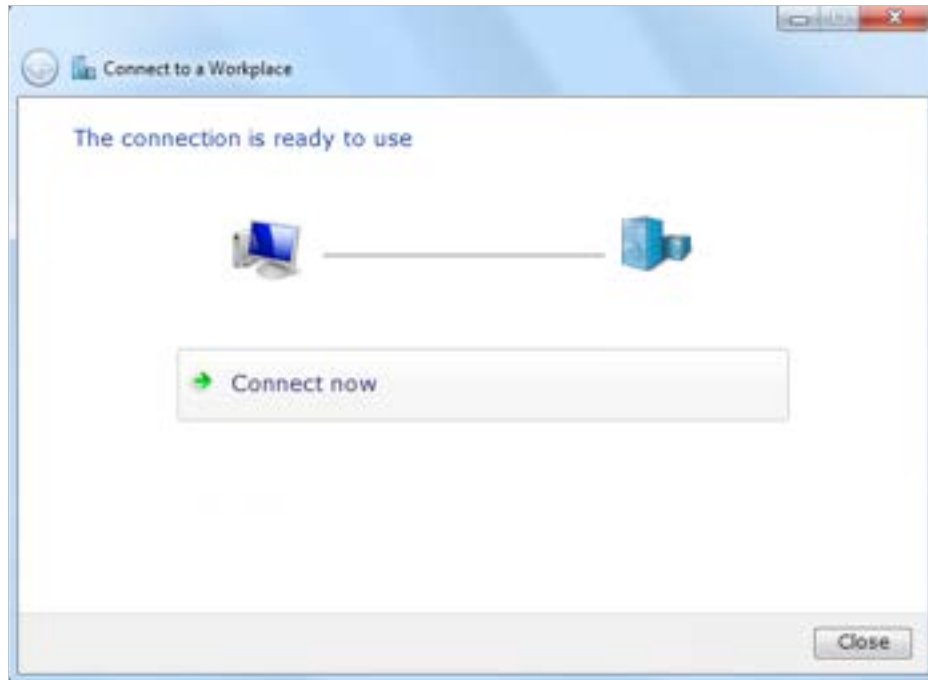 Connect to a Workplace
The connection is ready to use
Connect now
Close